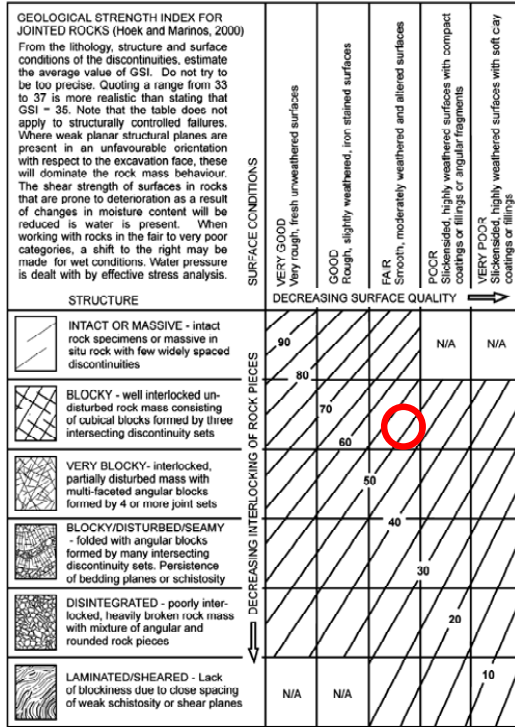 GEOLOGICAL STRENGTH INDEX FOR
JOINTED ROCKS (Hoek and Marinos, 2000)
From the lithology, structure and surface
conditions of the discontinuities, estimate
the average value of GSI. Do not try to
be too precise. Quoting a range from 33
to 37 is more realistic than stating that
GSI = 35. Note that the table does not
apply to structurally controlled failures.
Where weak planar structural planes are
present in an unfavourable orientation
with respect to the excavation face, these
will dominate the rock mass behaviour.
The shear strength of surfaces in rocks
that are prone to deterioration as a result
of changes in moisture content will be
reduced is water is present. When
working with rocks in the fair to very poor
categories, a shift to the right may be
made for wet conditions. Water pressure
is dealt with by effective stress analysis.
SURFACE CONDITIONS
VERY GOOD
Very rough, fresh unweathered surfaces
GOOD
Rough, slightly weathered, iron stained surfaces
FAIR
Smooth, moderately weathered and altered surfaces
POOR
Slickensided, highly weathered surfaces with compact
coatings or fillings or angular fragments
VERY POOR
Slickensided, highly weathered surfaces with soft clay
coatings or fillings
STRUCTURE
DECREASING SURFACE QUALITY
DECREASING INTERLOCKING OF ROCK PIECES
INTACT OR MASSIVE - intact
rock specimens or massive in
situ rock with few widely spaced
discontinuities
90
80
N/A
N/A
BLOCKY - well interlocked un-
disturbed rock mass consisting
of cubical blocks formed by three
intersecting discontinuity sets
70
60
VERY BLOCKY- interlocked,
partially disturbed mass with
multi-faceted angular blocks
formed by 4 or more joint sets
50
40
BLOCKY/DISTURBED/SEAMY
- folded with angular blocks
formed by many intersecting
discontinuity sets. Persistence
of bedding planes or schistosity
30
DISINTEGRATED - poorly inter-
locked, heavily broken rock mass
with mixture of angular and
rounded rock pieces
20
LAMINATED/SHEARED - Lack
of blockiness due to close spacing
of weak schistosity or shear planes
N/A
N/A
10